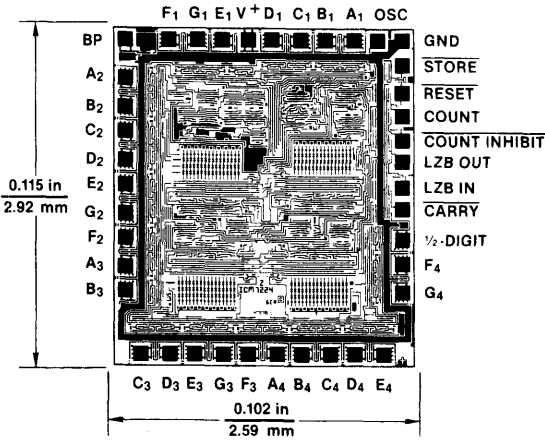 F1 G1 E1 V+ D1 C1 B1 A1 OSC
BP
GND
A2
STORE
B2
RESET
C2
COUNT
D2
COUNT INHIBIT
LZB OUT
E2
LZB IN
G2
CARRY
F2
½-DIGIT
A3
F4
B3
G4
0.115 in
2.92 mm
ICM7224
C3 D3 E3 G3 F3 A4 B4 C4 D4 E4
0.102 in
2.59 mm